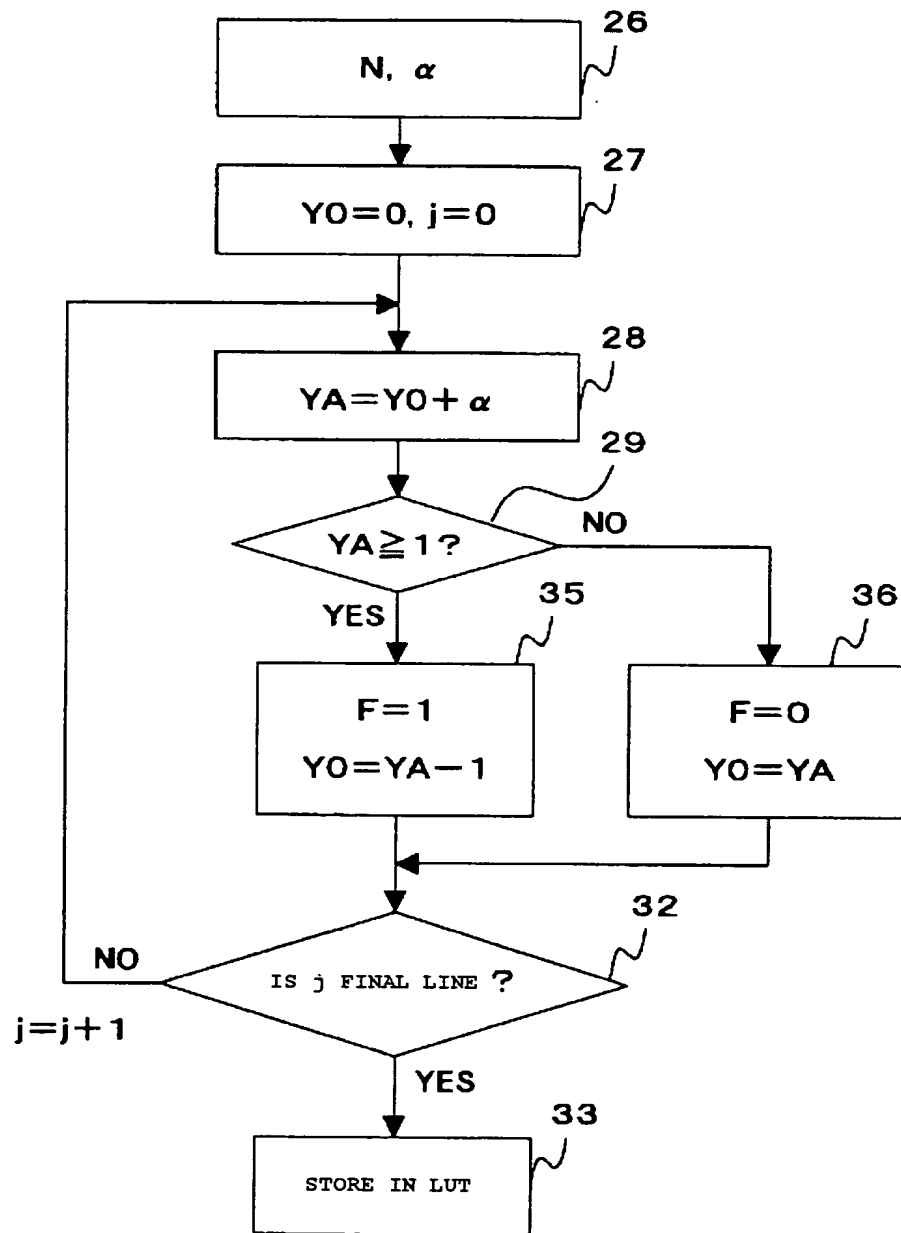 26
N, α
27
Y0=0, j=0
28
YA=Y0+α
29
YA≧1?
NO
YES
35
36
F=1
Y0=YA−1
F=0
Y0=YA
32
NO
IS j FINAL LINE ?
j=j+1
YES
33
STORE IN LUT